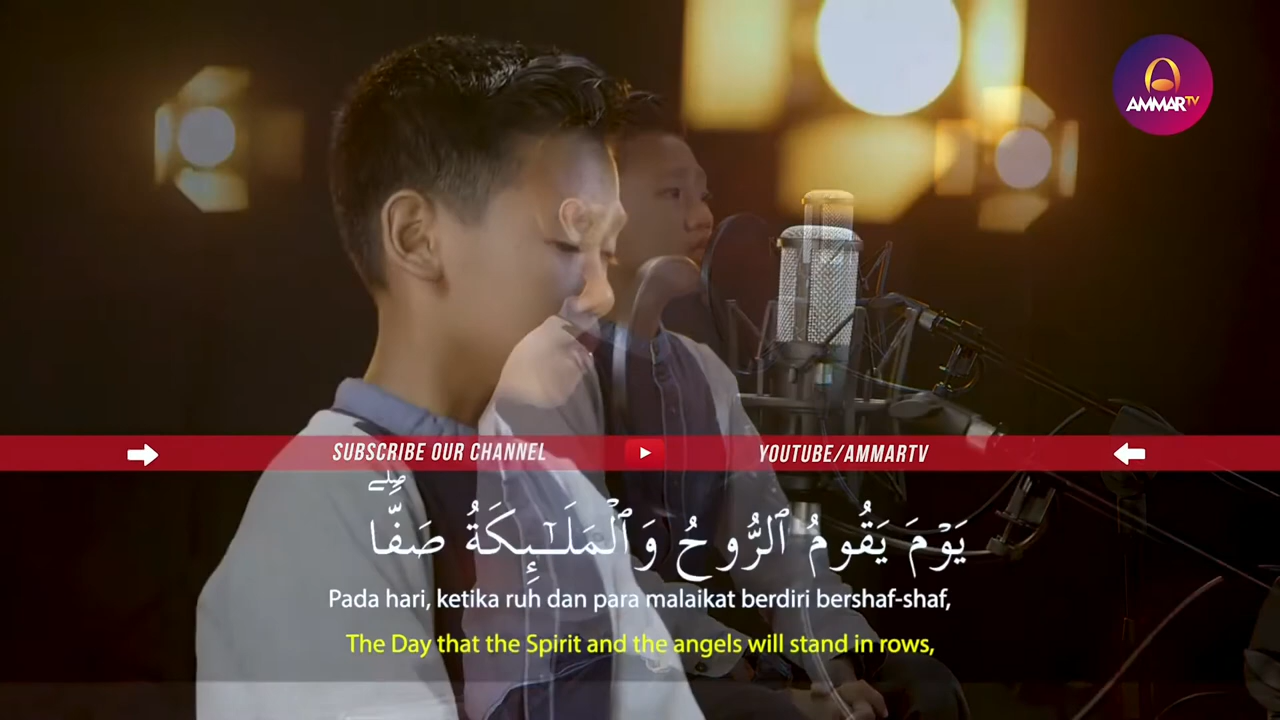 AMMARTV
SUBSCRIBE OUR CHANNEL
YOUTUBE/AMMARTV
يَوْمَ يَقُومُ ٱلرُّوحُ وَٱلْمَلَـٰٓئِكَةُ صَفًّاۖ
Pada hari, ketika ruh dan para malaikat berdiri bershaf-shaf,
The Day that the Spirit and the angels will stand in rows,